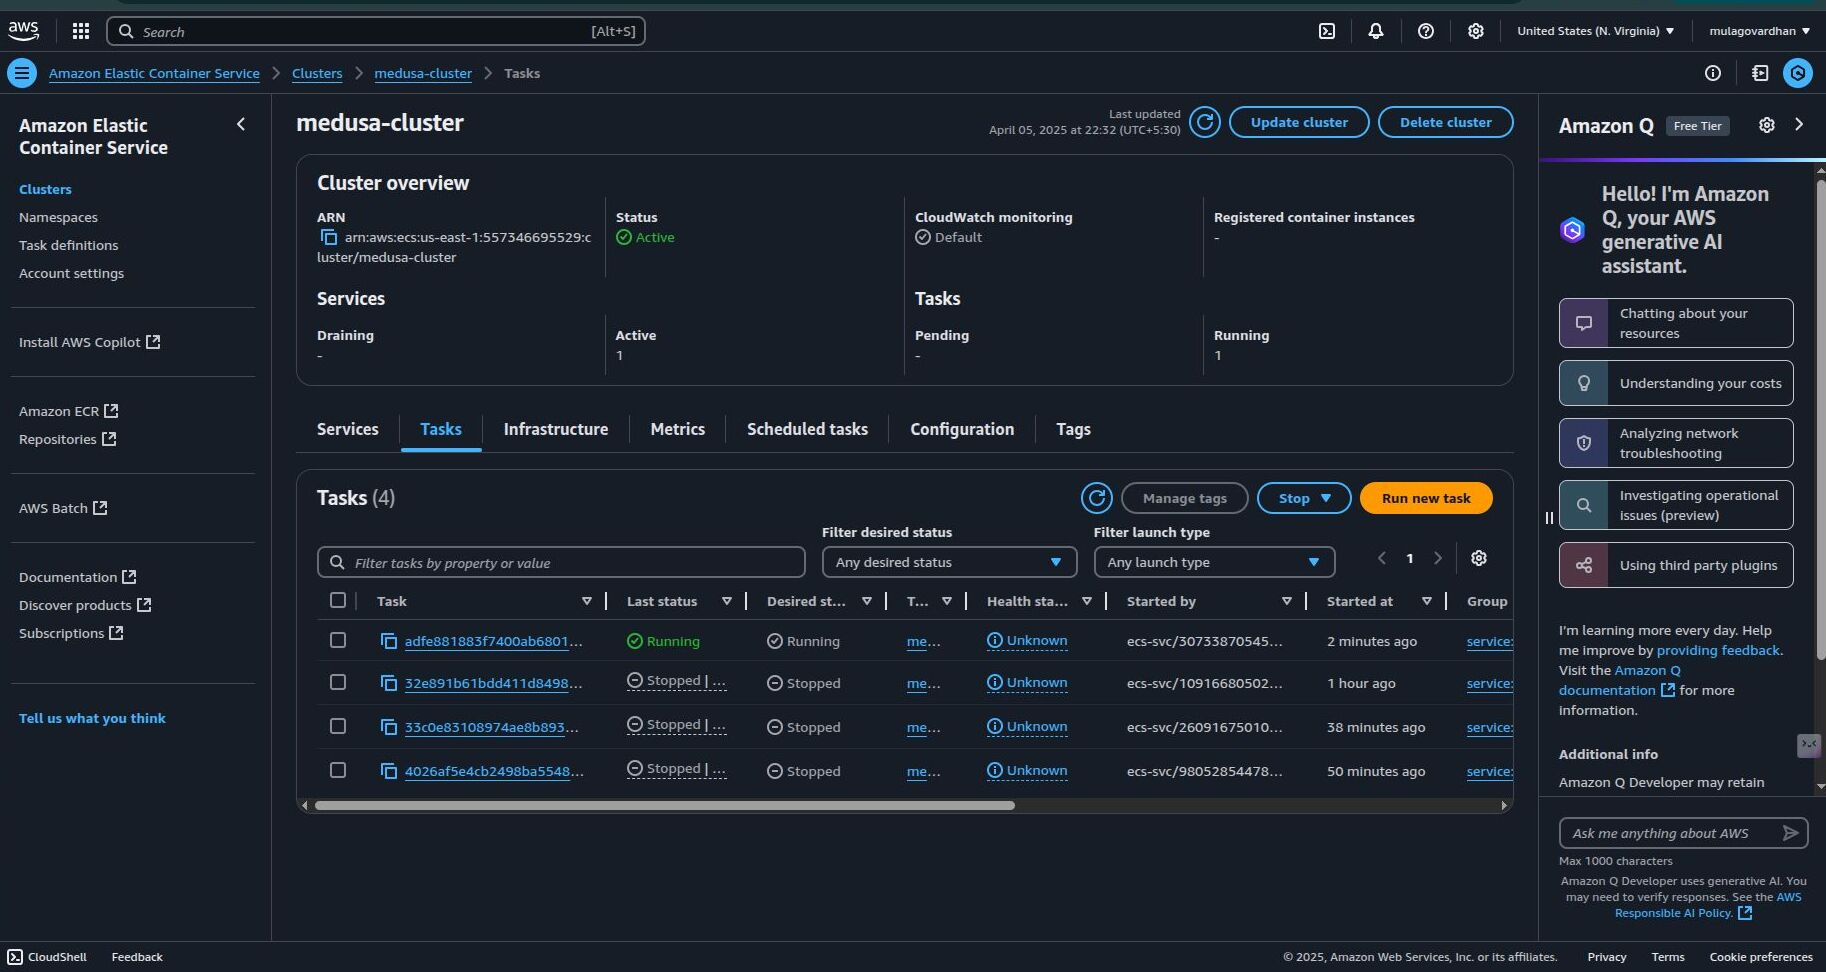 aws
Search [Alt+S]
United States (N. Virginia)
mulagovardhan
Amazon Elastic Container Service
Clusters
medusa-cluster
Tasks
Amazon Elastic
Container Service
Clusters
Namespaces
Task definitions
Account settings
Install AWS Copilot
Amazon ECR
Repositories
AWS Batch
Documentation
Discover products
Subscriptions
Tell us what you think
medusa-cluster
Last updated
April 05, 2025 at 22:32 (UTC+5:30)
Update cluster
Delete cluster
Cluster overview
ARN
arn:aws:ecs:us-east-1:557346695529:c
luster/medusa-cluster
Status
Active
CloudWatch monitoring
Default
Registered container instances
-
Services
Tasks
Draining
-
Active
1
Pending
-
Running
1
Services
Tasks
Infrastructure
Metrics
Scheduled tasks
Configuration
Tags
Tasks (4)
Manage tags
Stop
Run new task
Filter desired status
Filter launch type
Filter tasks by property or value
Any desired status
Any launch type
1
Task Last status Desired st... T... Health sta... Started by Started at Group
adfe881883f7400ab6801... Running Running me... Unknown ecs-svc/30733870545... 2 minutes ago service:
32e891b61bdd411d8498... Stopped | ... Stopped me... Unknown ecs-svc/10916680502... 1 hour ago service:
33c0e83108974ae8b893... Stopped | ... Stopped me... Unknown ecs-svc/26091675010... 38 minutes ago service:
4026af5e4cb2498ba5548... Stopped | ... Stopped me... Unknown ecs-svc/98052854478... 50 minutes ago service:
Amazon Q Free Tier
Hello! I'm Amazon
Q, your AWS
generative AI
assistant.
Chatting about your
resources
Understanding your costs
Analyzing network
troubleshooting
Investigating operational
issues (preview)
Using third party plugins
I'm learning more every day. Help
me improve by providing feedback.
Visit the Amazon Q
documentation for more
information.
Additional info
Amazon Q Developer may retain
Ask me anything about AWS
Max 1000 characters
Amazon Q Developer uses generative AI. You
may need to verify responses. See the AWS
Responsible AI Policy.
CloudShell
Feedback
© 2025, Amazon Web Services, Inc. or its affiliates.
Privacy
Terms
Cookie preferences